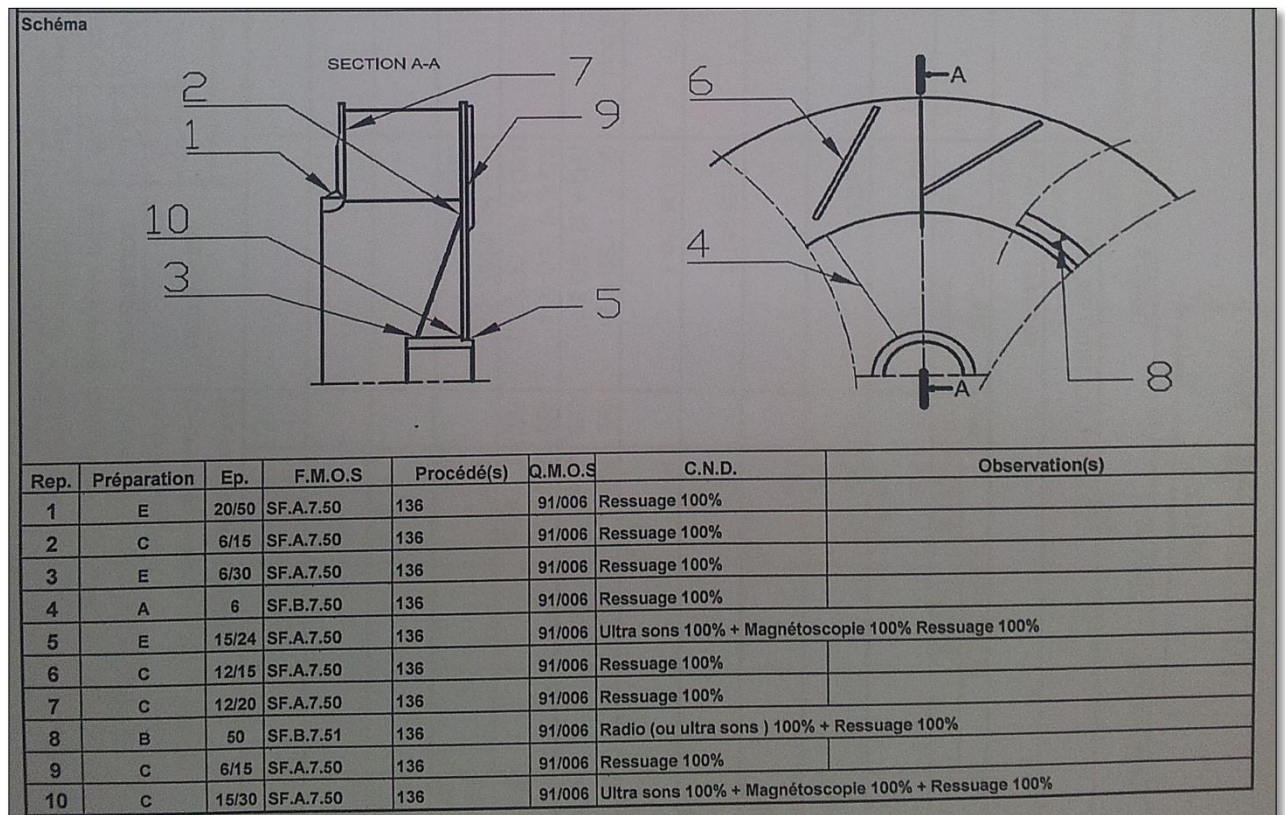 Schéma
SECTION A-A
2
7
1
9
10
3
5
6
A
4
8
A
Rep. Préparation Ep. F.M.O.S Procédé(s) Q.M.O.S C.N.D. Observation(s)
1 E 20/50 SF.A.7.50 136 91/006 Ressuage 100%
2 C 6/15 SF.A.7.50 136 91/006 Ressuage 100%
3 E 6/30 SF.A.7.50 136 91/006 Ressuage 100%
4 A 6 SF.B.7.50 136 91/006 Ressuage 100%
5 E 15/24 SF.A.7.50 136 91/006 Ultra sons 100% + Magnétoscopie 100% Ressuage 100%
6 C 12/15 SF.A.7.50 136 91/006 Ressuage 100%
7 C 12/20 SF.A.7.50 136 91/006 Ressuage 100%
8 B 50 SF.B.7.51 136 91/006 Radio (ou ultra sons ) 100% + Ressuage 100%
9 C 6/15 SF.A.7.50 136 91/006 Ressuage 100%
10 C 15/30 SF.A.7.50 136 91/006 Ultra sons 100% + Magnétoscopie 100% + Ressuage 100%